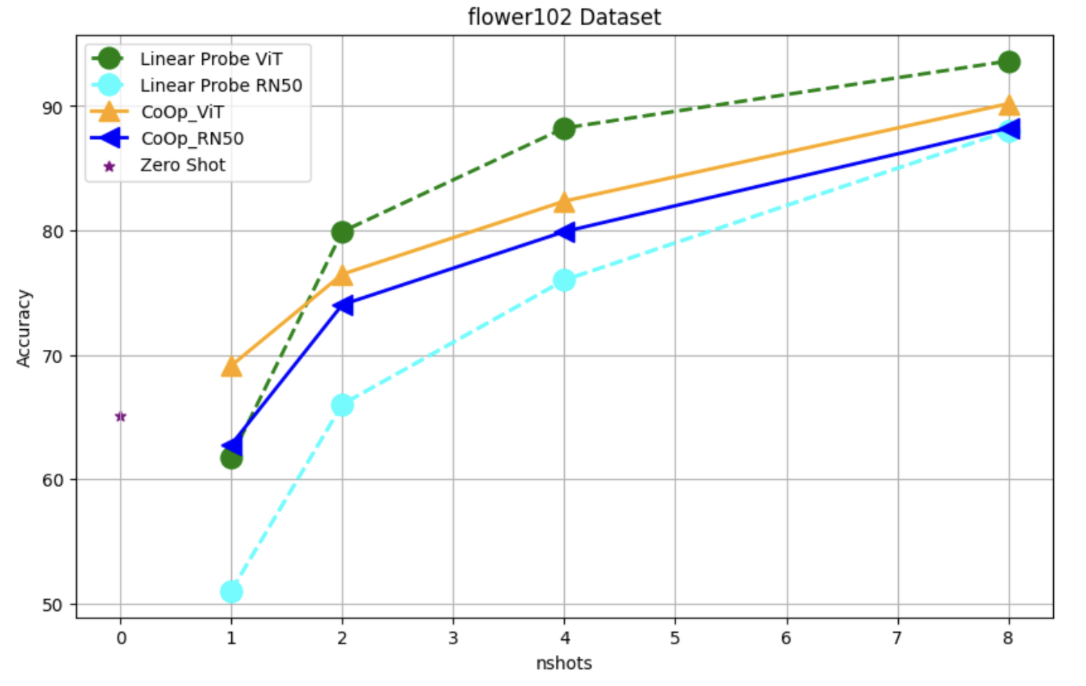 flower102 Dataset
Linear Probe ViT
Linear Probe RN50
CoOp_ViT
CoOp_RN50
Zero Shot
90
80
70
60
50
Accuracy
0 1 2 3 4 5 6 7 8
nshots